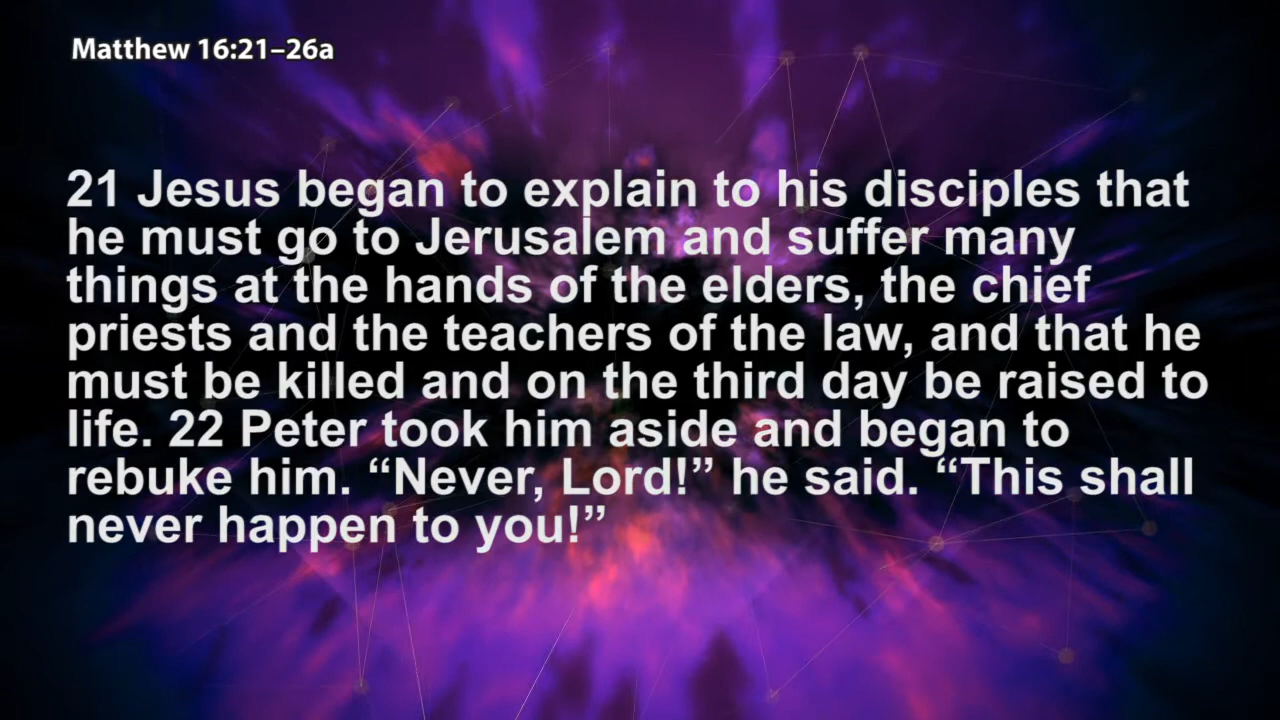 Matthew 16:21–26a
21 Jesus began to explain to his disciples that
he must go to Jerusalem and suffer many
things at the hands of the elders, the chief
priests and the teachers of the law, and that he
must be killed and on the third day be raised to
life. 22 Peter took him aside and began to
rebuke him. “Never, Lord!” he said. “This shall
never happen to you!”